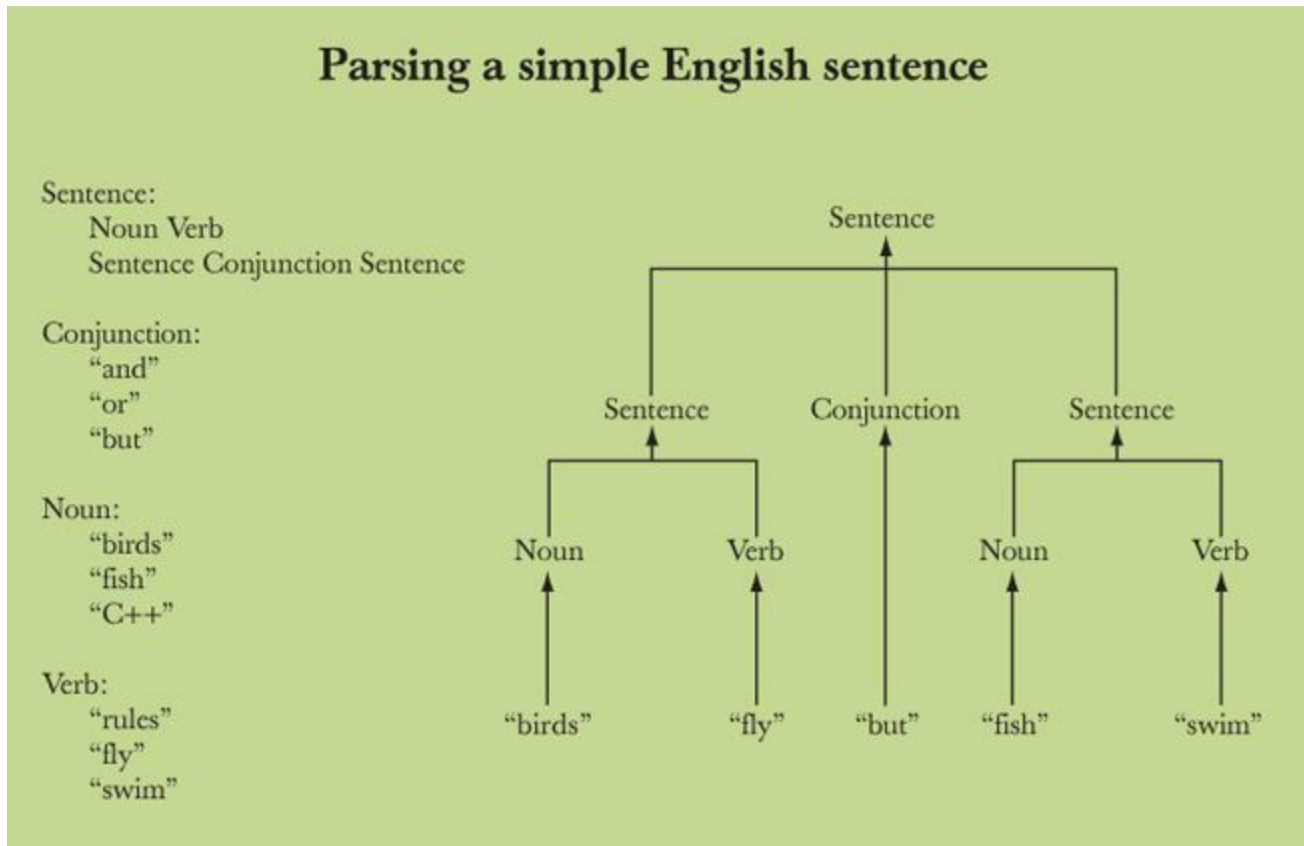 Parsing a simple English sentence
Sentence:
Noun Verb
Sentence Conjunction Sentence
Conjunction:
“and”
“or”
“but”
Noun:
“birds”
“fish”
“C++”
Verb:
“rules”
“fly”
“swim”
Sentence
Sentence Conjunction Sentence
Noun Verb Noun Verb
“birds” “fly” “but” “fish” “swim”